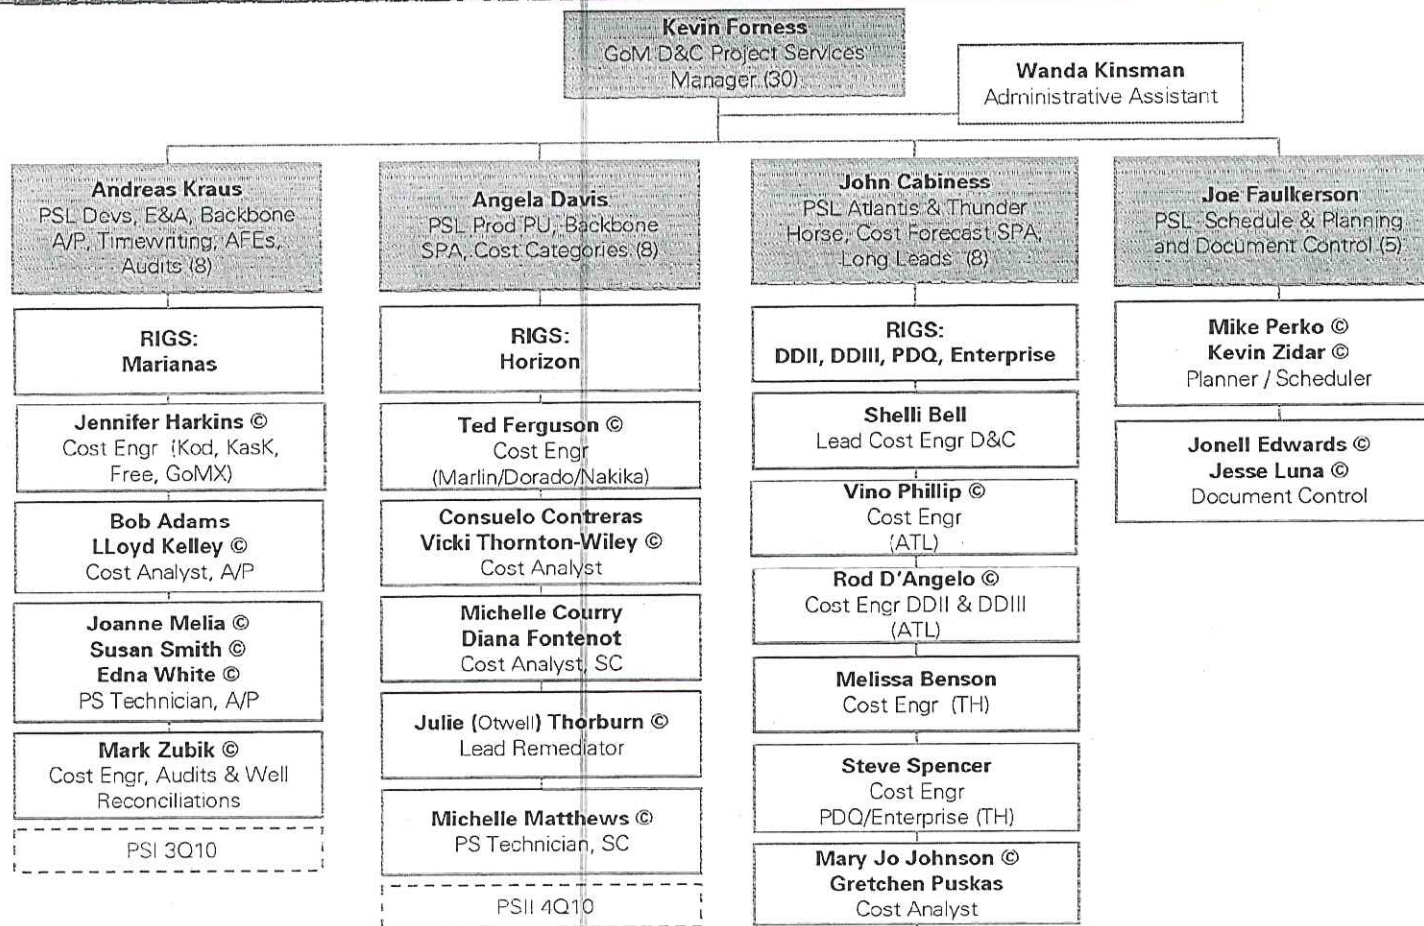 Kevin Forness
GoM D&C Project Services
Manager (30)
Wanda Kinsman
Administrative Assistant
Andreas Kraus
PSL Devs, E&A, Backbone
A/P, Timewriting, AFEs,
Audits (8)
RIGS:
Marianas
Jennifer Harkins ©
Cost Engr (Kod, KasK,
Free, GoMX)
Bob Adams
LLoyd Kelley ©
Cost Analyst, A/P
Joanne Melia ©
Susan Smith ©
Edna White ©
PS Technician, A/P
Mark Zubik ©
Cost Engr, Audits & Well
Reconciliations
PSI 3Q10
Angela Davis
PSL Prod PU, Backbone
SPA, Cost Categories (8)
RIGS:
Horizon
Ted Ferguson ©
Cost Engr
(Marlin/Dorado/Nakika)
Consuelo Contreras
Vicki Thornton-Wiley ©
Cost Analyst
Michelle Courry
Diana Fontenot
Cost Analyst, SC
Julie (Otwell) Thorburn ©
Lead Remediator
Michelle Matthews ©
PS Technician, SC
PSII 4Q10
John Cabiness
PSL Atlantis & Thunder
Horse, Cost Forecast SPA,
Long Leads (8)
RIGS:
DDII, DDIII, PDQ, Enterprise
Shelli Bell
Lead Cost Engr D&C
Vino Phillip ©
Cost Engr
(ATL)
Rod D'Angelo ©
Cost Engr DDII & DDIII
(ATL)
Melissa Benson
Cost Engr (TH)
Steve Spencer
Cost Engr
PDQ/Enterprise (TH)
Mary Jo Johnson ©
Gretchen Puskas
Cost Analyst
Joe Faulkerson
PSL Schedule & Planning
and Document Control (5)
Mike Perko ©
Kevin Zidar ©
Planner / Scheduler
Jonell Edwards ©
Jesse Luna ©
Document Control